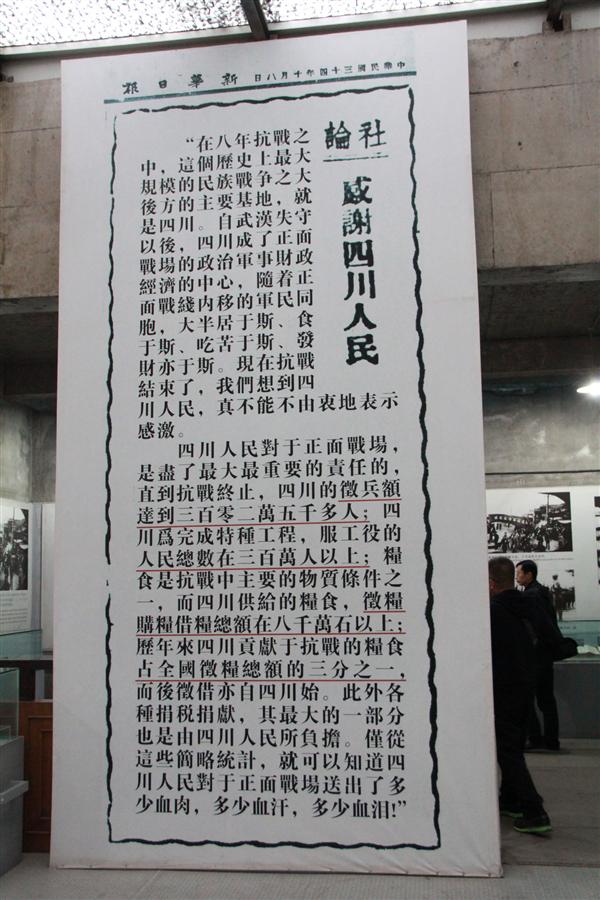 中華民國三十四年十月八日 新華日報
社論
感謝四川人民
“在八年抗戰之
中，這個歷史上最大
規模的民族戰争之大
後方的主要基地，就
是四川。自武漢失守
以後，四川成了正面
戰場的政治軍事財政
經濟的中心，隨着正
面戰綫内移的軍民同
胞，大半居于斯、食
于斯、吃苦于斯、發
財亦于斯。現在抗戰
結束了，我們想到四
川人民，真不能不由衷地表示
感激。
四川人民對于正面戰場，
是盡了最大最重要的責任的，
直到抗戰終止，四川的徵兵額
達到三百零二萬五千多人；四
川爲完成特種工程，服工役的
人民總數在三百萬人以上；糧
食是抗戰中主要的物質條件之
一，而四川供給的糧食，徵糧
購糧借糧總額在八千萬石以上；
歷年來四川貢獻于抗戰的糧食
占全國徵糧總額的三分之一，
而後徵借亦自四川始。此外各
種捐税捐獻，其最大的一部分
也是由四川人民所負擔。僅從
這些簡略統計，就可以知道四
川人民對于正面戰場送出了多
少血肉，多少血汗，多少血泪!”